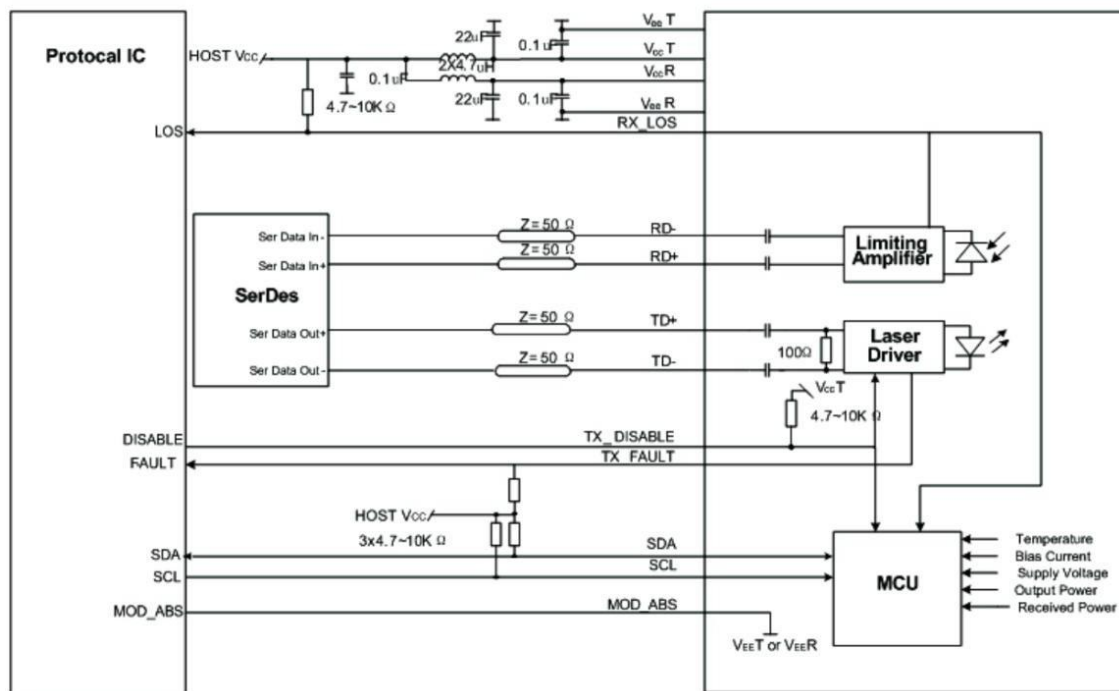 Protocal IC
HOST Vcc
22uF
0.1uF
VeeT
VccT
2X4.7uH
0.1uF
VccR
22uF
0.1uF
VeeR
4.7~10K Ω
LOS
RX_LOS
Ser Data In -
Z= 50 Ω
RD-
Ser Data In+
Z= 50 Ω
RD+
Limiting
Amplifier
SerDes
Ser Data Out+
Z= 50 Ω
TD+
100Ω
Laser
Driver
Ser Data Out -
Z= 50 Ω
TD-
VccT
4.7~10K Ω
DISABLE
TX_DISABLE
FAULT
TX_FAULT
HOST Vcc
3x4.7~10K Ω
SDA
SDA
SCL
SCL
MCU
Temperature
Bias Current
Supply Voltage
Output Power
Received Power
MOD_ABS
MOD_ABS
VEET or VEER